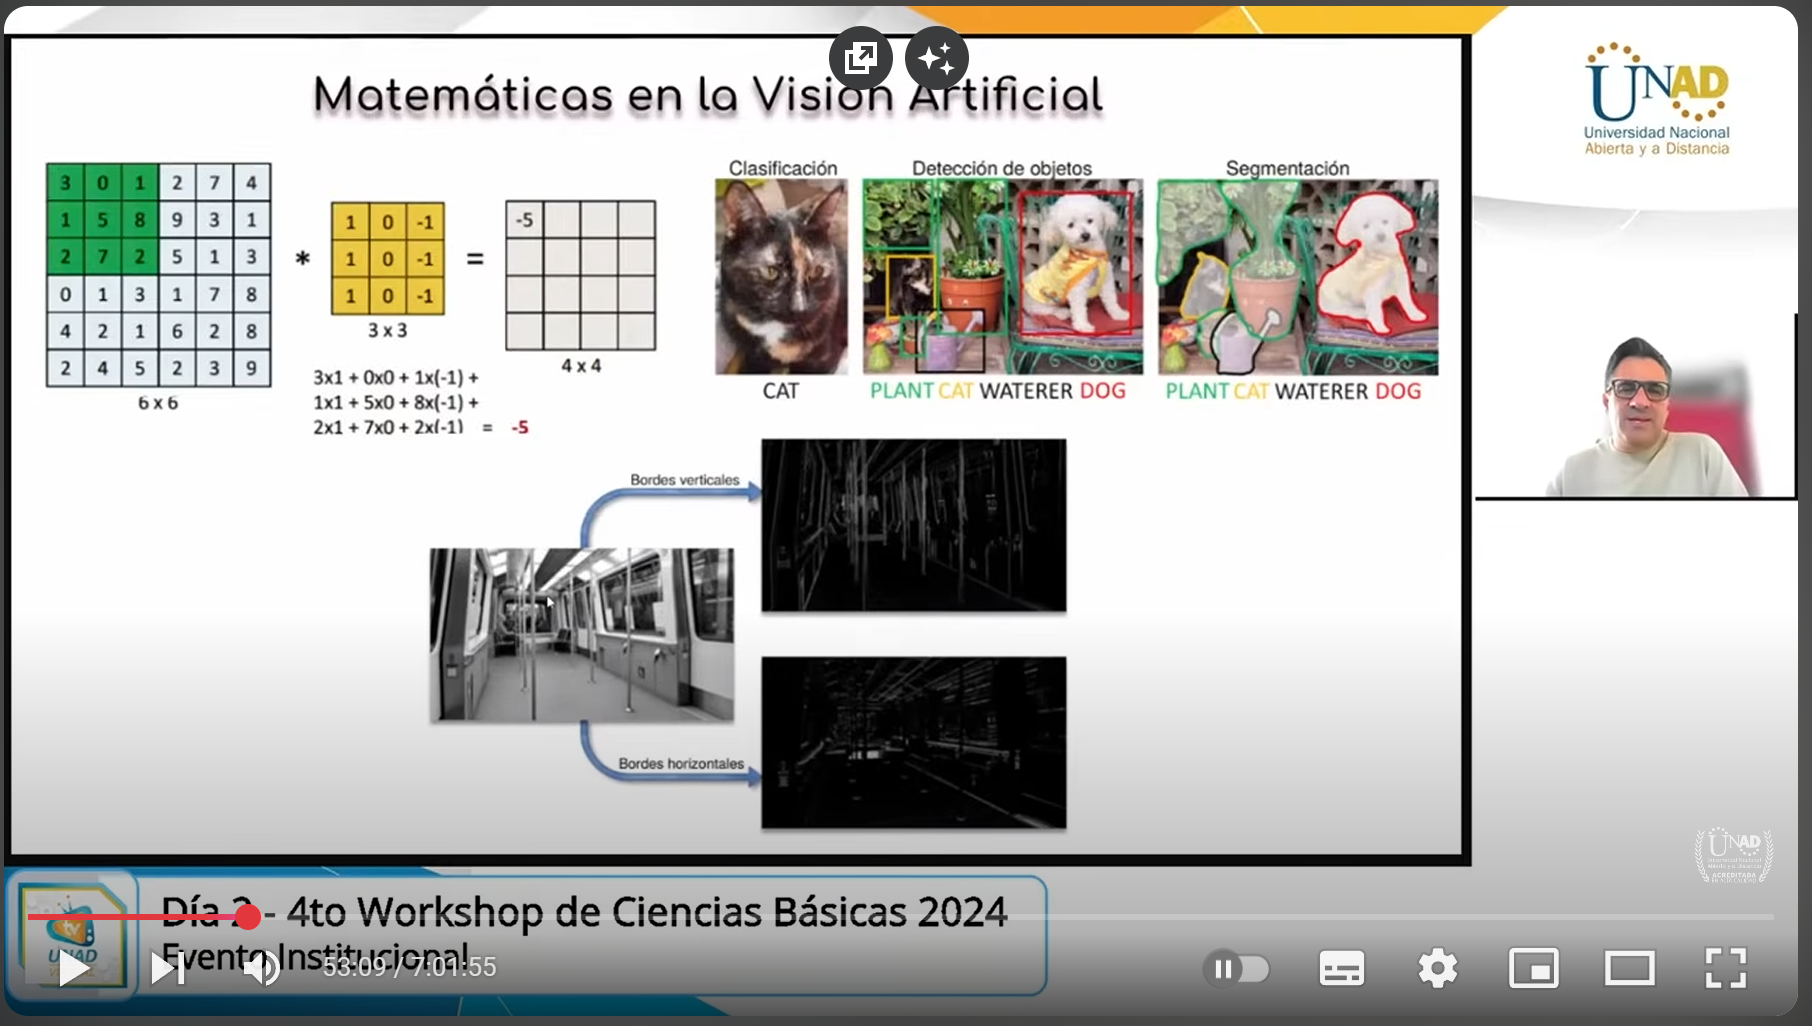 Matemáticas en la Visión Artificial
UNAD
Universidad Nacional
Abierta y a Distancia
3 0 1 2 7 4
1 5 8 9 3 1
2 7 2 5 1 3
0 1 3 1 7 8
4 2 1 6 2 8
2 4 5 2 3 9
6 x 6
*
1 0 -1
1 0 -1
1 0 -1
3 x 3
=
-5
4 x 4
3x1 + 0x0 + 1x(-1) +
1x1 + 5x0 + 8x(-1) +
2x1 + 7x0 + 2x(-1) = -5
Clasificación
CAT
Detección de objetos
PLANT CAT WATERER DOG
Segmentación
PLANT CAT WATERER DOG
Bordes verticales
Bordes horizontales
UNAD
ACREDITADA
tv
UNAD
Día 2 - 4to Workshop de Ciencias Básicas 2024
Evento Institucional
53:09 / 7:01:55